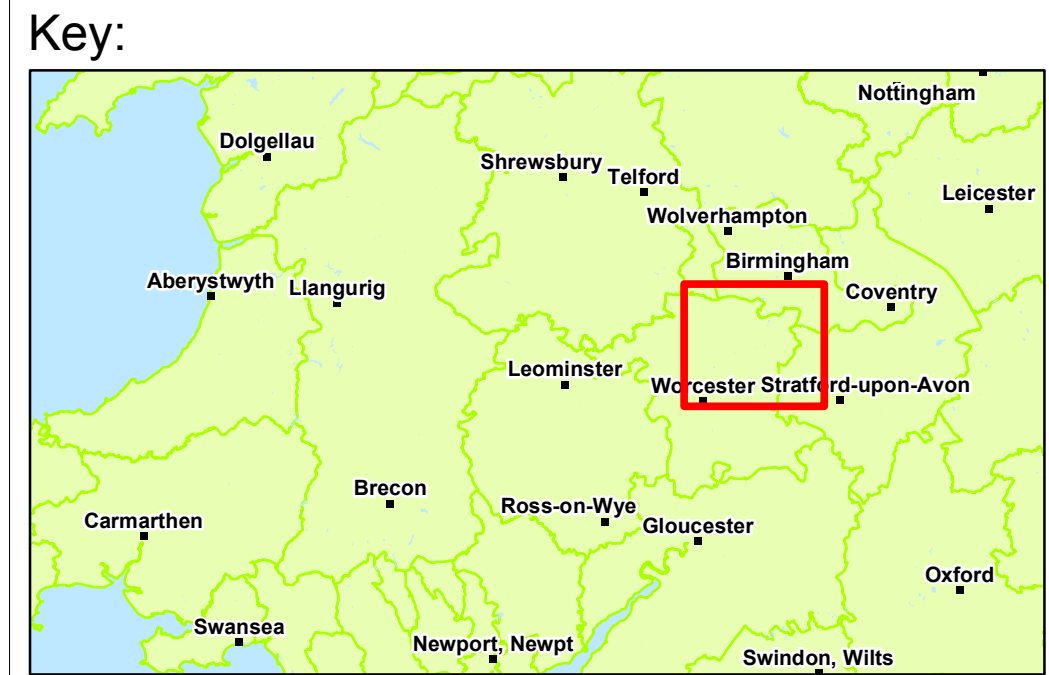 Key:
Nottingham
Dolgellau
Shrewsbury
Telford
Leicester
Wolverhampton
Birmingham
Aberystwyth
Llangurig
Coventry
Leominster
Worcester
Stratford-upon-Avon
Brecon
Ross-on-Wye
Carmarthen
Gloucester
Oxford
Swansea
Newport, Newpt
Swindon, Wilts